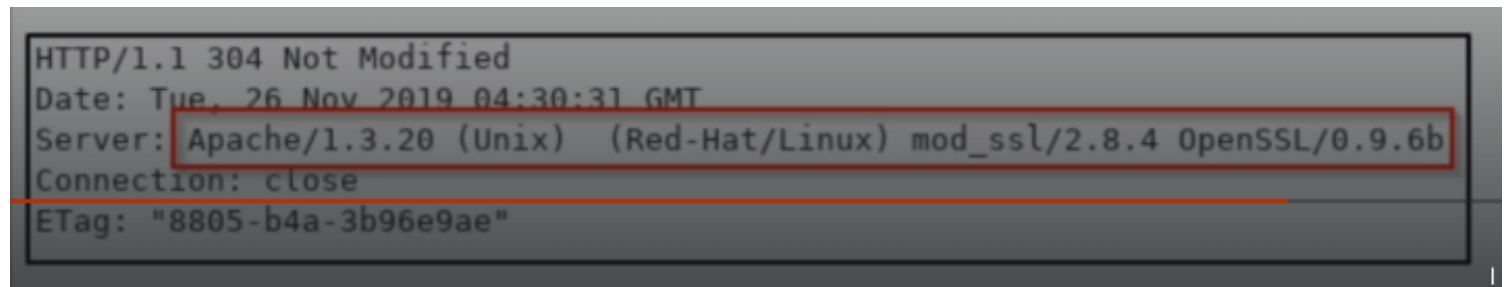 HTTP/1.1 304 Not Modified
Date: Tue, 26 Nov 2019 04:30:31 GMT
Server: Apache/1.3.20 (Unix)  (Red-Hat/Linux) mod_ssl/2.8.4 OpenSSL/0.9.6b
Connection: close
ETag: "8805-b4a-3b96e9ae"